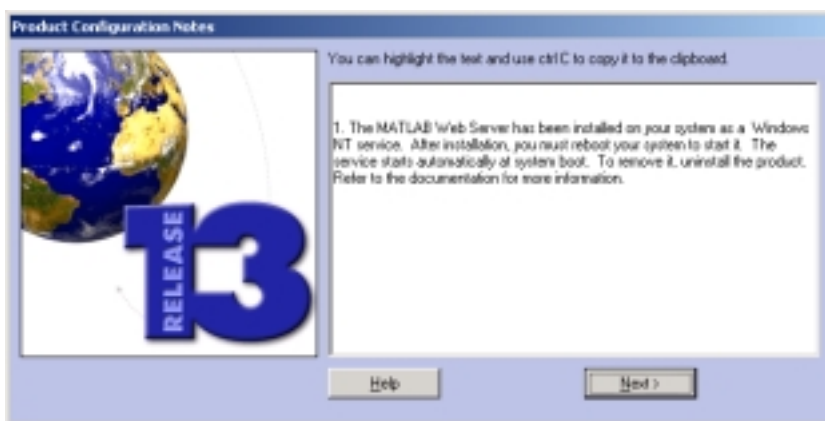 Product Configuration Notes
You can highlight the text and use ctrl C to copy it to the clipboard.
1. The MATLAB Web Server has been installed on your system as a Windows
NT service. After installation, you must reboot your system to start it. The
service starts automatically at system boot. To remove it, uninstall the product.
Refer to the documentation for more information.
RELEASE
13
Help
Next >